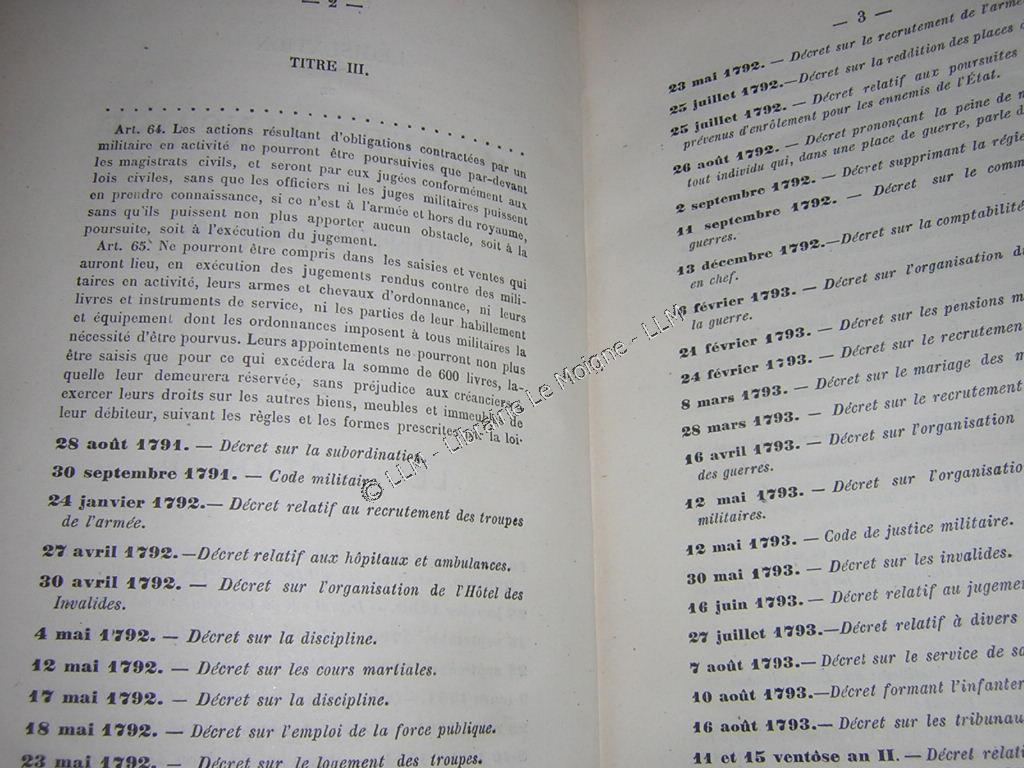 — 2 —
TITRE III.
Art. 64. Les actions résultant d'obligations contractées par un
militaire en activité ne pourront être poursuivies que par-devant
les magistrats civils, et seront par eux jugées conformément aux
lois civiles, sans que les officiers ni les juges militaires puissent
en prendre connaissance, si ce n'est à l'armée et hors du royaume,
sans qu'ils puissent non plus apporter aucun obstacle, soit à la
poursuite, soit à l'exécution du jugement.
Art. 65. Ne pourront être compris dans les saisies et ventes qui
auront lieu, en exécution des jugements rendus contre des mili-
taires en activité, leurs armes et chevaux d'ordonnance, ni leurs
livres et instruments de service, ni les parties de leur habillement
et équipement dont les ordonnances imposent à tous militaires la
nécessité d'être pourvus. Leurs appointements ne pourront non plus
être saisis que pour ce qui excédera la somme de 600 livres, la-
quelle leur demeurera réservée, sans préjudice aux créanciers
exercer leurs droits sur les autres biens, meubles et immeubles de
leur débiteur, suivant les règles et les formes prescrites la loi.
28 août 1791. — Décret sur la subordination.
30 septembre 1791. — Code militaire.
24 janvier 1792.— Décret relatif au recrutement des troupes
de l'armée.
27 avril 1792.—Décret relatif aux hôpitaux et ambulances.
30 avril 1792. — Décret sur l'organisation de l'Hôtel des
Invalides.
4 mai 1792. — Décret sur la discipline.
12 mai 1792. — Décret sur les cours martiales.
17 mai 1792. — Décret sur la discipline.
18 mai 1792. — Décret sur l'emploi de la force publique.
23 mai 1792. — Décret sur le logement des troupes.
— 3 —
23 mai 1792. — Décret sur le recrutement de l'armée
25 juillet 1792.—Décret sur la reddition des places
25 juillet 1792. — Décret relatif aux poursuites
prévenus d'enrôlement pour les ennemis de l'État.
26 août 1792. — Décret prononçant la peine de
tout individu qui, dans une place de guerre, parle d
2 septembre 1792. — Décret supprimant la régie
11 septembre 1792. — Décret sur le comm
guerres.
13 décembre 1792.—Décret sur la comptabilité
en chef.
16 février 1793. — Décret sur l'organisation d
la guerre.
21 février 1793. — Décret sur les pensions m
24 février 1793. — Décret sur le recrutemen
8 mars 1793. — Décret sur le mariage des m
28 mars 1793. — Décret sur le recrutement
16 avril 1793. — Décret sur l'organisation
des guerres.
12 mai 1793. — Décret sur l'organisatio
militaires.
12 mai 1793. — Code de justice militaire.
30 mai 1793. — Décret sur les invalides.
16 juin 1793. — Décret relatif au jugemen
27 juillet 1793.—Décret relatif à divers
7 août 1793.— Décret sur le service de sa
10 août 1793.—Décret formant l'infanter
16 août 1793.— Décret sur les tribunau
11 et 15 ventôse an II. — Décret relati
© LLM - Librairie Le Moigne - LLM